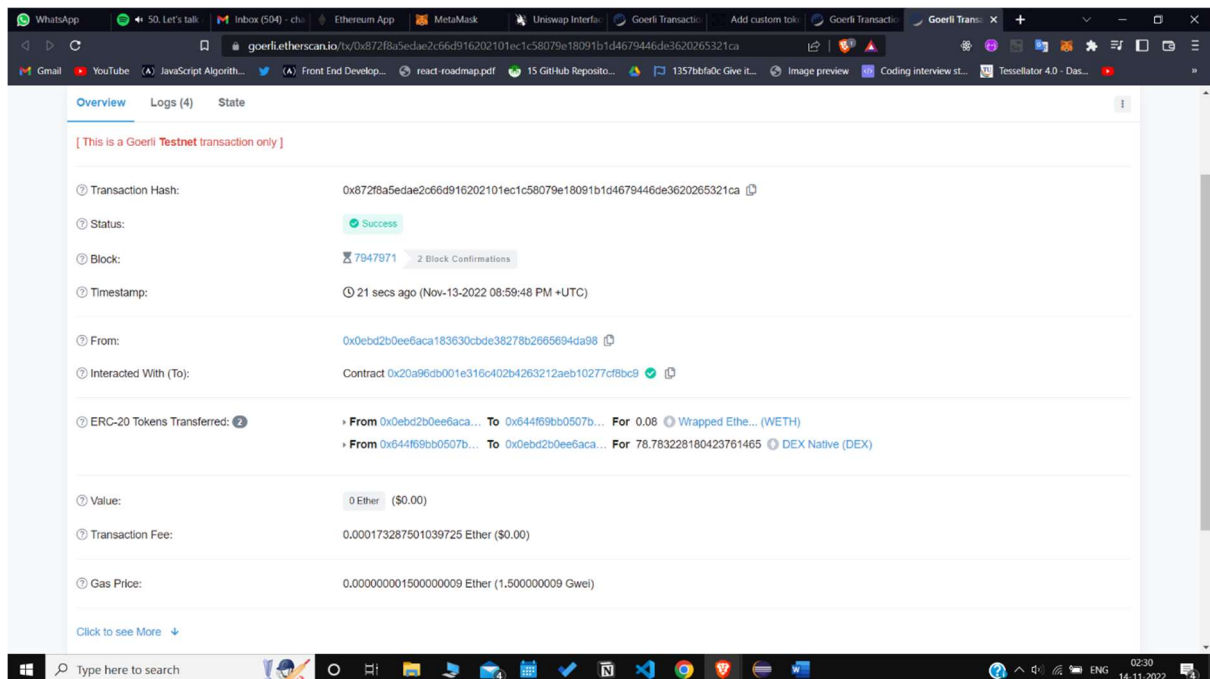 WhatsApp
50. Let's talk
Inbox (504) - cha
Ethereum App
MetaMask
Uniswap Interfac
Goerli Transactio
Add custom toke
Goerli Transactio
Goerli Transa
goerli.etherscan.io/tx/0x872f8a5edae2c66d916202101ec1c58079e18091b1d4679446de3620265321ca
Gmail
YouTube
JavaScript Algorith...
Front End Develop...
react-roadmap.pdf
15 GitHub Reposito...
1357bbfa0c Give it...
Image preview
Coding interview st...
Tessellator 4.0 - Das...
»
Overview Logs (4) State
[ This is a Goerli Testnet transaction only ]
Transaction Hash: 0x872f8a5edae2c66d916202101ec1c58079e18091b1d4679446de3620265321ca
Status: Success
Block: 7947971 2 Block Confirmations
Timestamp: 21 secs ago (Nov-13-2022 08:59:48 PM +UTC)
From: 0x0ebd2b0ee6aca183630cbde38278b2665694da98
Interacted With (To): Contract 0x20a96db001e316c402b4263212aeb10277cf8bc9
ERC-20 Tokens Transferred: 2 From 0x0ebd2b0ee6aca... To 0x644f69bb0507b... For 0.08 Wrapped Ethe... (WETH)
From 0x644f69bb0507b... To 0x0ebd2b0ee6aca... For 78.783228180423761465 DEX Native (DEX)
Value: 0 Ether ($0.00)
Transaction Fee: 0.000173287501039725 Ether ($0.00)
Gas Price: 0.000000001500000009 Ether (1.500000009 Gwei)
Click to see More
Type here to search
ENG
02:30
14-11-2022